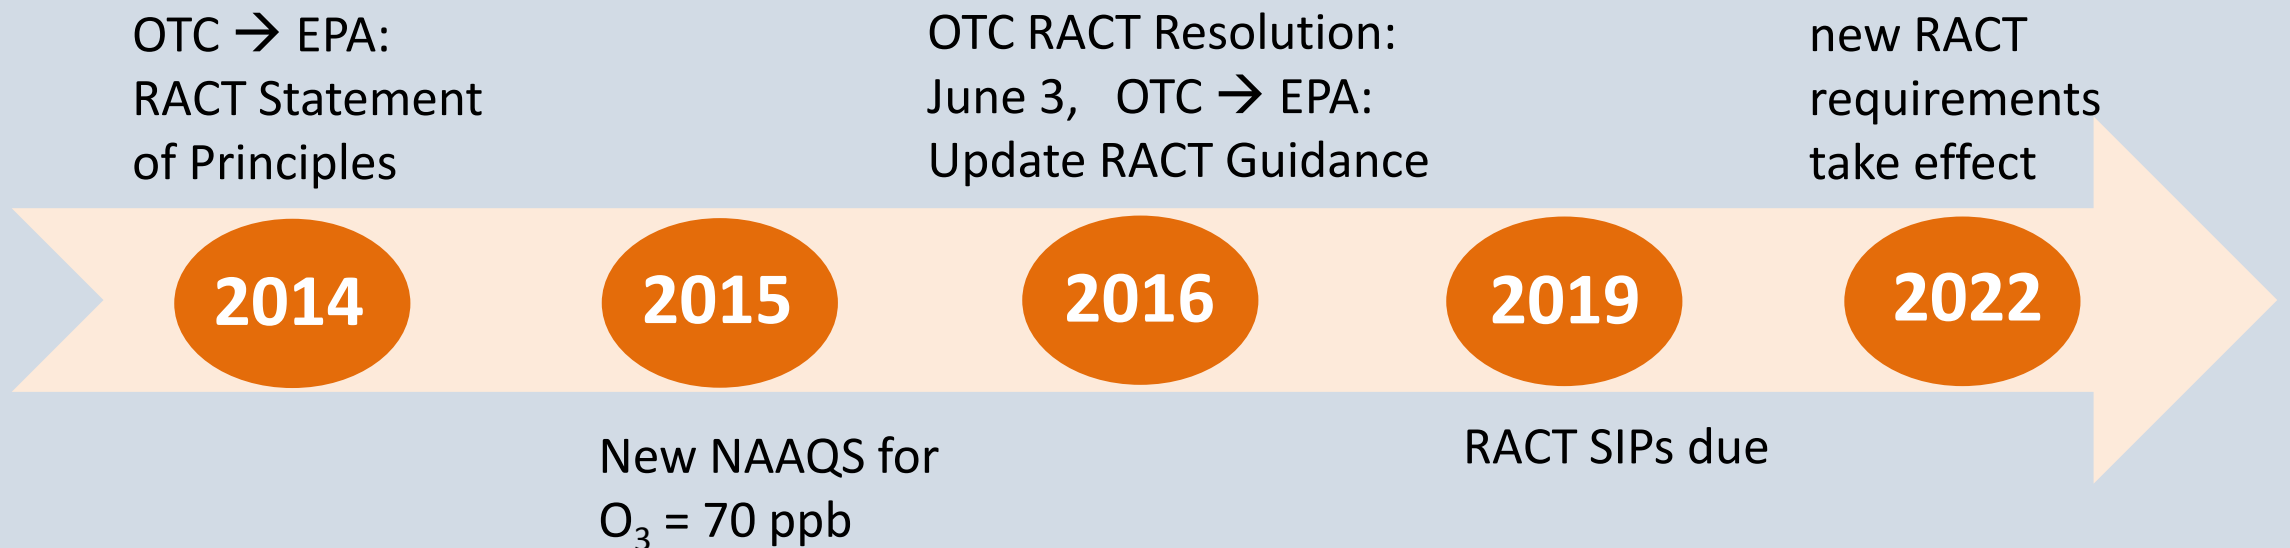 OTC → EPA:
RACT Statement
of Principles
OTC RACT Resolution:
June 3, OTC → EPA:
Update RACT Guidance
new RACT
requirements
take effect
2014
2015
2016
2019
2022
New NAAQS for
O₃ = 70 ppb
RACT SIPs due